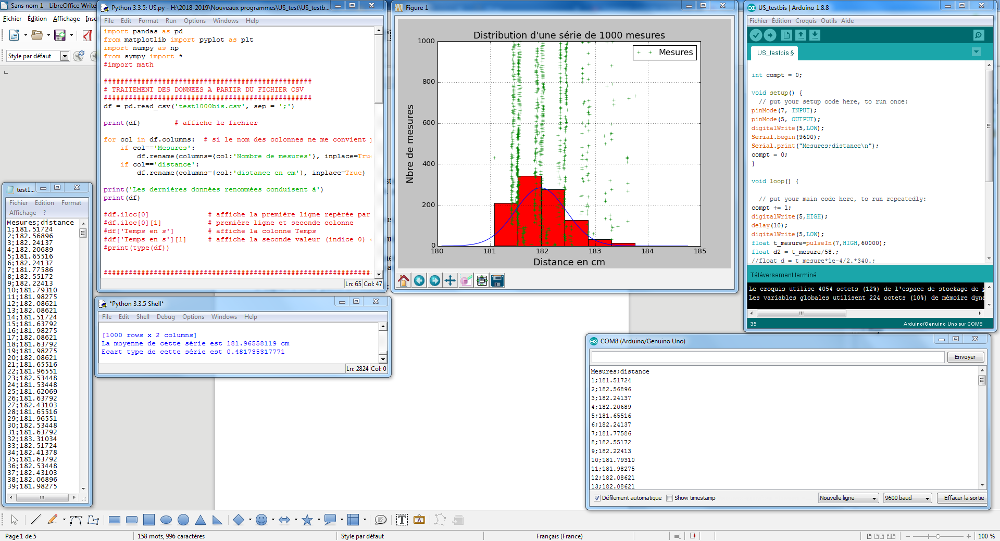 Sans nom 1 - LibreOffice Write
Fichier Édition Affichage Inse
Style par défaut
Python 3.3.5: US.py - H:\2018-2019\Nouveaux programmes\US_test\US_testb...
File Edit Format Run Options Windows Help
import pandas as pd
from matplotlib import pyplot as plt
import numpy as np
from sympy import *
#import math
##################################################
# TRAITEMENT DES DONNEES A PARTIR DU FICHIER CSV
##################################################
df = pd.read_csv('test1000bis.csv', sep = ';')
print(df) # affiche le fichier
for col in df.columns: # si le nom des colonnes ne me convient p
if col=='Mesures':
df.rename(columns={col:'Nombre de mesures'}, inplace=True
if col=='distance':
df.rename(columns={col:'distance en cm'}, inplace=True)
print('Les dernières données renommées conduisent à')
print(df)
#df.iloc[0] # affiche la première ligne repérée par
#df.iloc[0][1] # première ligne et seconde colonne
#df['Temps en s'] # affiche la colonne Temps
#df['Temps en s'][1] # affiche la seconde valeur (indice 0)
#print(type(df))
################################################################
Ln: 65 Col: 47
test1...
Fichier Edition Format
Affichage ?
Mesures;distance
1;181.51724
2;182.56896
3;182.24137
4;182.20689
5;181.65516
6;182.24137
7;181.77586
8;182.55172
9;182.22413
10;181.79310
11;181.98275
12;182.08621
13;182.08621
14;181.51724
15;181.63792
16;181.98275
17;182.08621
18;181.63792
19;181.98275
20;182.08621
21;181.65516
22;181.96551
23;182.53448
24;181.53448
25;181.62069
26;181.63792
27;182.43103
28;181.65516
29;181.96551
30;182.53448
31;181.63792
32;183.31034
33;182.51724
34;182.41378
35;181.63792
36;182.53448
37;182.43103
38;182.06896
39;181.98275
*Python 3.3.5 Shell*
File Edit Shell Debug Options Windows Help
[1000 rows x 2 columns]
La moyenne de cette série est 181.96558119 cm
Ecart type de cette série est 0.481735317771
Ln: 2824 Col: 0
Figure 1
Distribution d'une série de 1000 mesures
Mesures
Nbre de mesures
1000
800
600
400
200
0
180 181 182 183 184 185
Distance en cm
US_testbis | Arduino 1.8.8
Fichier Édition Croquis Outils Aide
US_testbis §
int compt = 0;
void setup() {
// put your setup code here, to run once:
pinMode(7, INPUT);
pinMode(5, OUTPUT);
digitalWrite(5,LOW);
Serial.begin(9600);
Serial.print("Mesures;distance\n");
compt = 0;
}
void loop() {
// put your main code here, to run repeatedly:
compt += 1;
digitalWrite(5,HIGH);
delay(10);
digitalWrite(5,LOW);
float t_mesure=pulseIn(7,HIGH,60000);
float d2 = t_mesure/58.;
//float d = t mesure*1e-4/2.*340.;
Téléversement terminé
Le croquis utilise 4054 octets (12%) de l'espace de stockage de p
Les variables globales utilisent 224 octets (10%) de mémoire dyna
35 Arduino/Genuino Uno sur COM8
COM8 (Arduino/Genuino Uno)
Envoyer
Mesures;distance
1;181.51724
2;182.56896
3;182.24137
4;182.20689
5;181.65516
6;182.24137
7;181.77586
8;182.55172
9;182.22413
10;181.79310
11;181.98275
12;182.08621
13;182.08621
Défilement automatique Show timestamp Nouvelle ligne 9600 baud Effacer la sortie
Page 1 de 5 158 mots, 996 caractères Style par défaut Français (France) 100 %